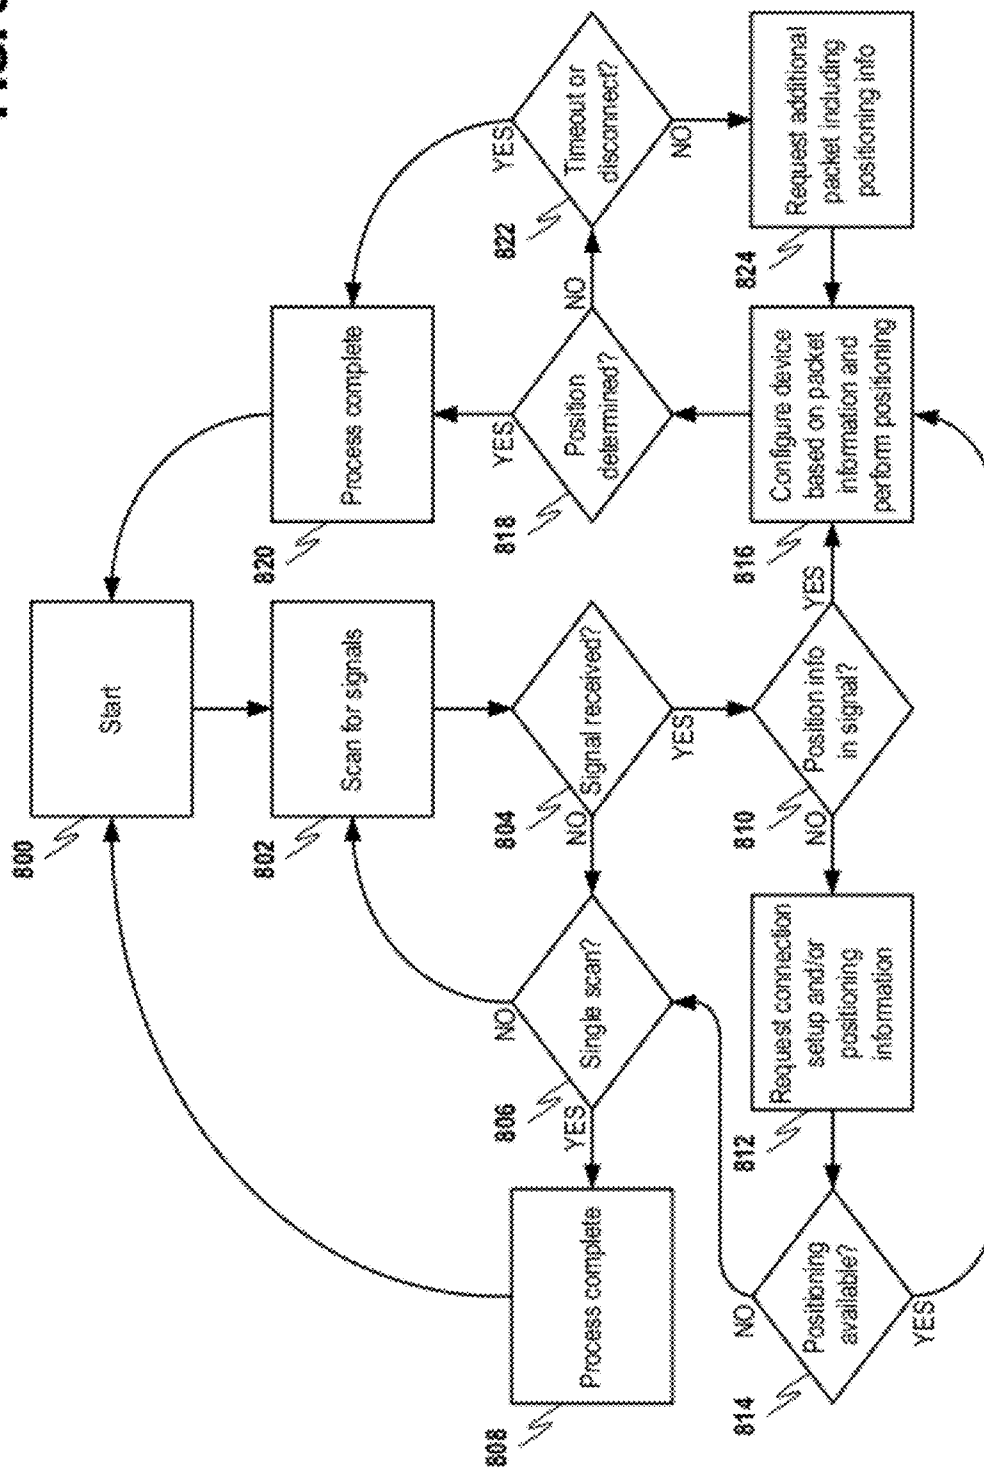 800
Start
802
Scan for signals
804
Signal received?
NO
YES
806
Single scan?
NO
YES
808
Process complete
810
Position info
in signal?
NO
YES
812
Request connection
setup and/or
positioning
information
814
Positioning
available?
NO
YES
816
Configure device
based on packet
information and
perform positioning
818
Position
determined?
YES
NO
820
Process complete
822
Timeout or
disconnect?
YES
NO
824
Request additional
packet including
positioning info